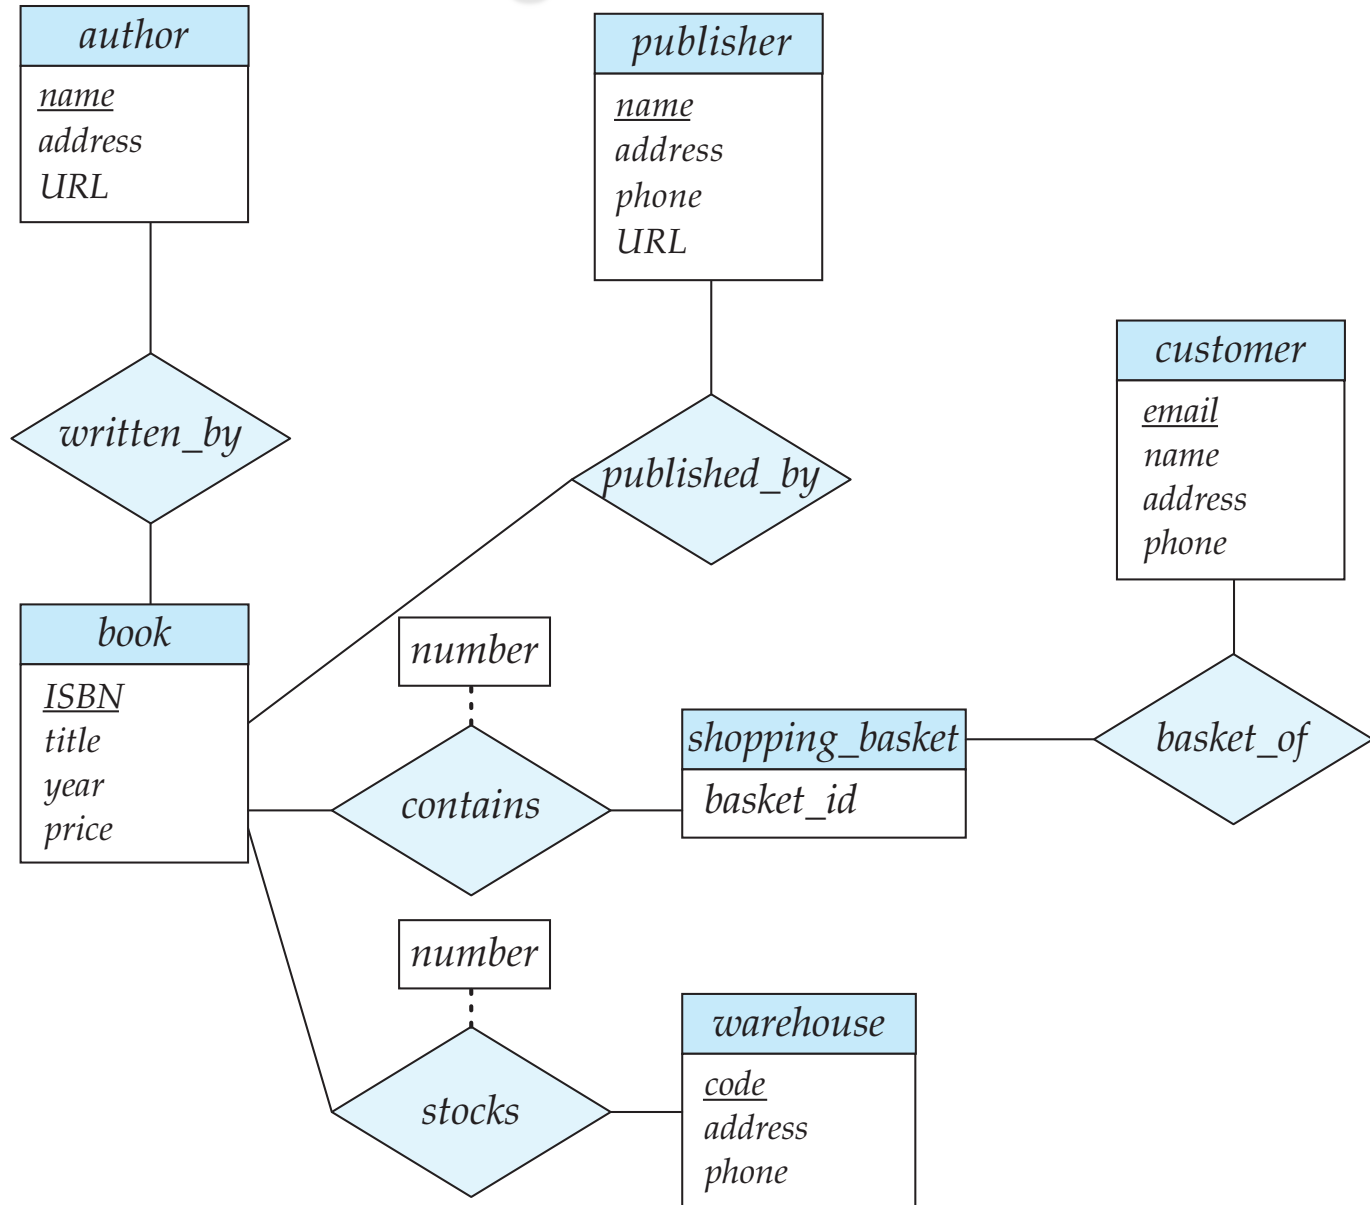 author
name
address
URL
publisher
name
address
phone
URL
customer
email
name
address
phone
written_by
published_by
book
ISBN
title
year
price
number
contains
shopping_basket
basket_id
basket_of
number
stocks
warehouse
code
address
phone